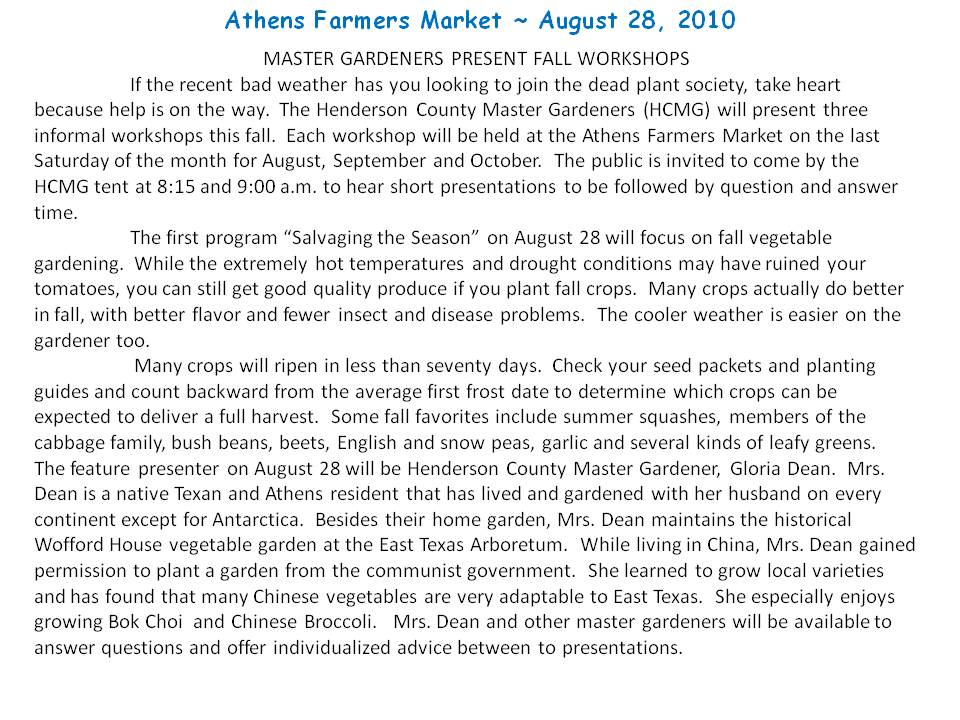 Athens Farmers Market ~ August 28, 2010
MASTER GARDENERS PRESENT FALL WORKSHOPS
If the recent bad weather has you looking to join the dead plant society, take heart
because help is on the way.  The Henderson County Master Gardeners (HCMG) will present three
informal workshops this fall.  Each workshop will be held at the Athens Farmers Market on the last
Saturday of the month for August, September and October.  The public is invited to come by the
HCMG tent at 8:15 and 9:00 a.m. to hear short presentations to be followed by question and answer
time.
The first program “Salvaging the Season” on August 28 will focus on fall vegetable
gardening.  While the extremely hot temperatures and drought conditions may have ruined your
tomatoes, you can still get good quality produce if you plant fall crops.  Many crops actually do better
in fall, with better flavor and fewer insect and disease problems.  The cooler weather is easier on the
gardener too.
Many crops will ripen in less than seventy days.  Check your seed packets and planting
guides and count backward from the average first frost date to determine which crops can be
expected to deliver a full harvest.  Some fall favorites include summer squashes, members of the
cabbage family, bush beans, beets, English and snow peas, garlic and several kinds of leafy greens.
The feature presenter on August 28 will be Henderson County Master Gardener, Gloria Dean.  Mrs.
Dean is a native Texan and Athens resident that has lived and gardened with her husband on every
continent except for Antarctica.  Besides their home garden, Mrs. Dean maintains the historical
Wofford House vegetable garden at the East Texas Arboretum.  While living in China, Mrs. Dean gained
permission to plant a garden from the communist government.  She learned to grow local varieties
and has found that many Chinese vegetables are very adaptable to East Texas.  She especially enjoys
growing Bok Choi  and Chinese Broccoli.   Mrs. Dean and other master gardeners will be available to
answer questions and offer individualized advice between to presentations.